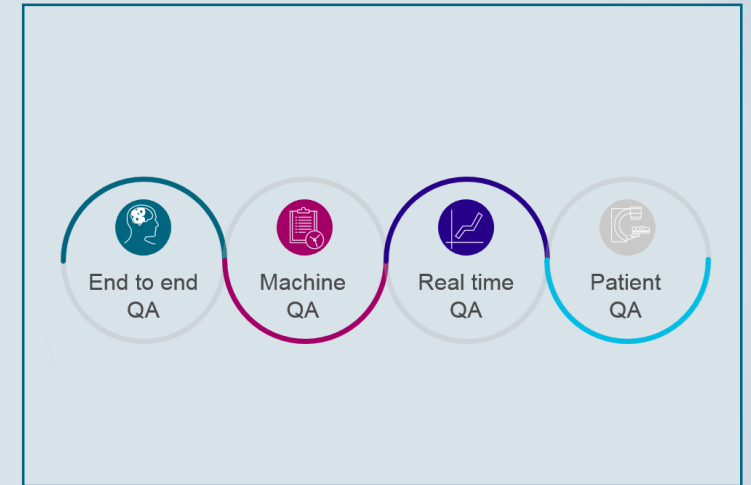 End to end
QA
Machine
QA
Real time
QA
Patient
QA